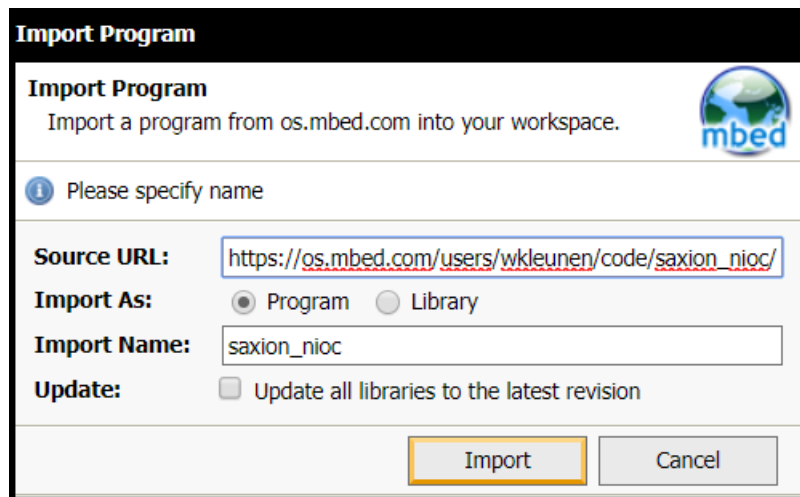 Import Program
Import Program
Import a program from os.mbed.com into your workspace.
mbed
Please specify name
Source URL: https://os.mbed.com/users/wkleunen/code/saxion_nioc/
Import As: Program Library
Import Name: saxion_nioc
Update: Update all libraries to the latest revision
Import Cancel